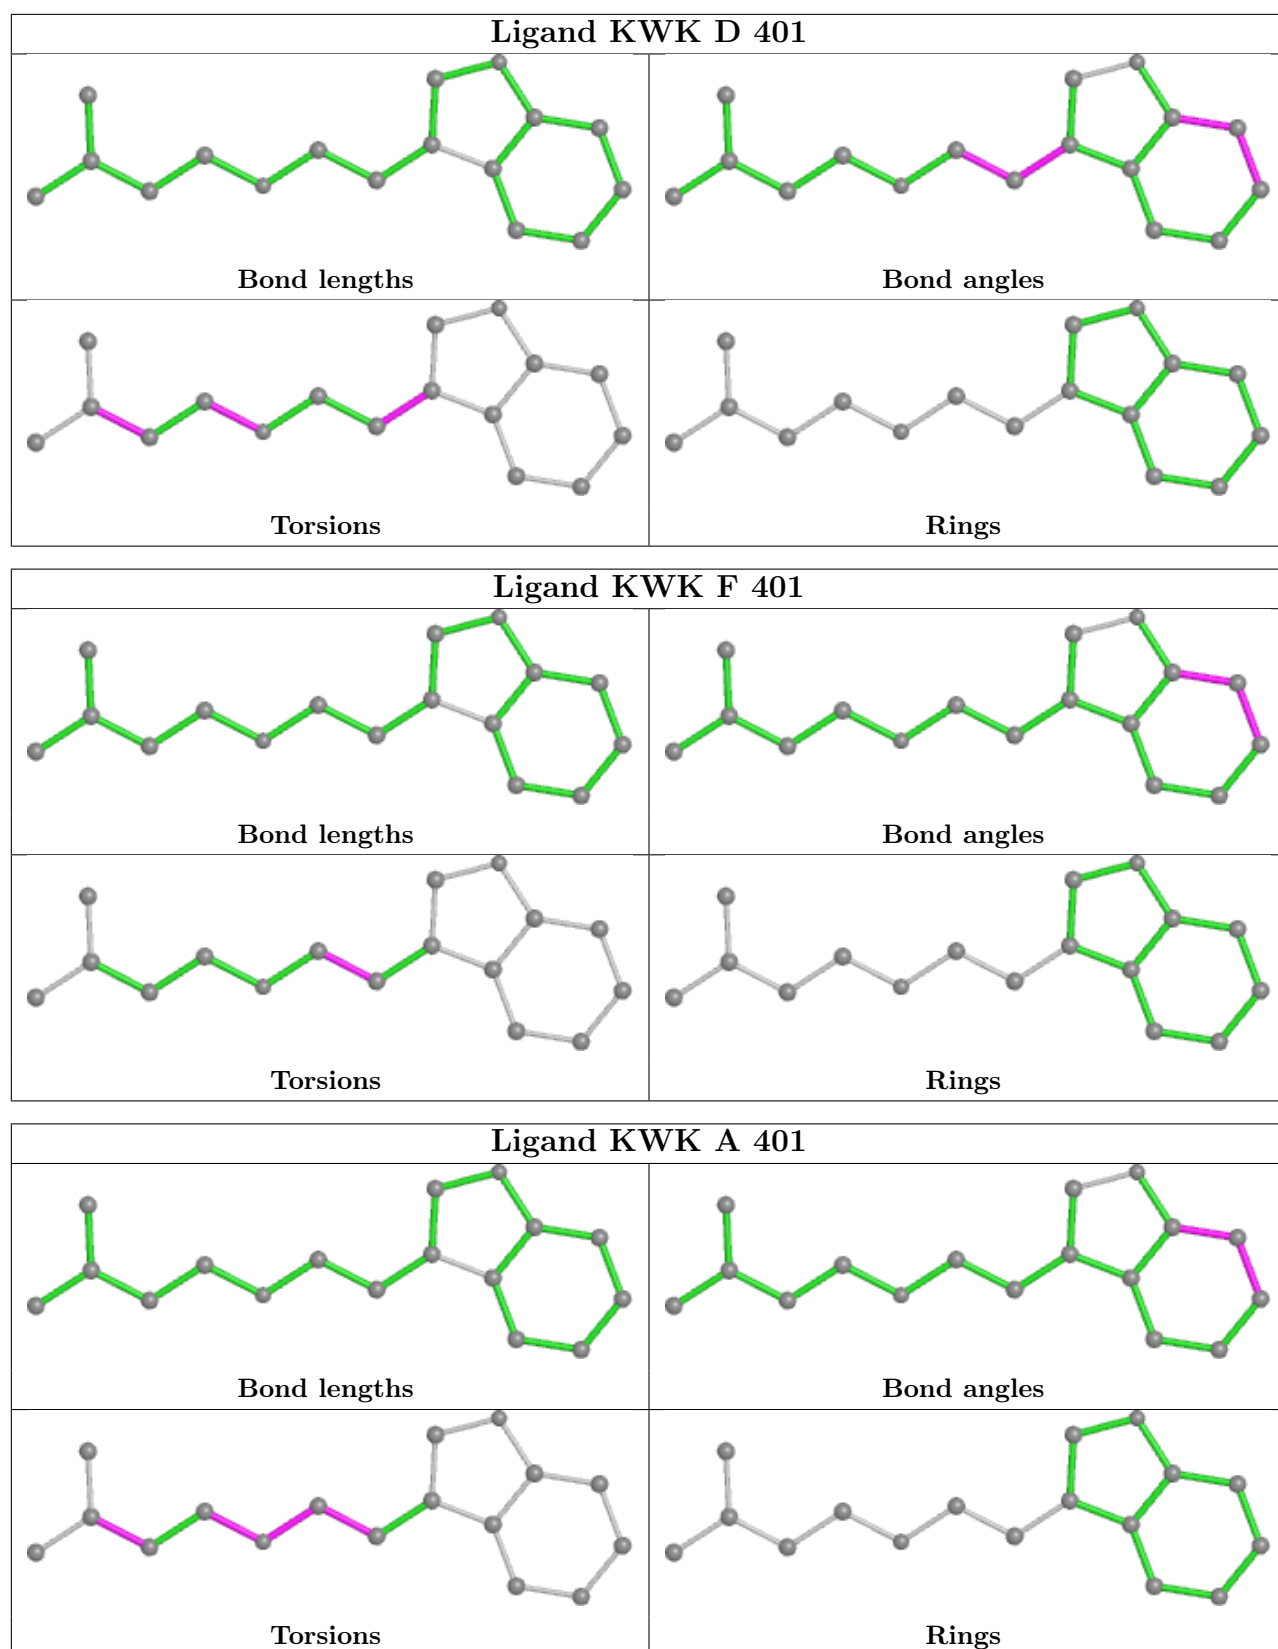 Ligand KWK D 401
Bond lengths
Bond angles
Torsions
Rings
Ligand KWK F 401
Bond lengths
Bond angles
Torsions
Rings
Ligand KWK A 401
Bond lengths
Bond angles
Torsions
Rings